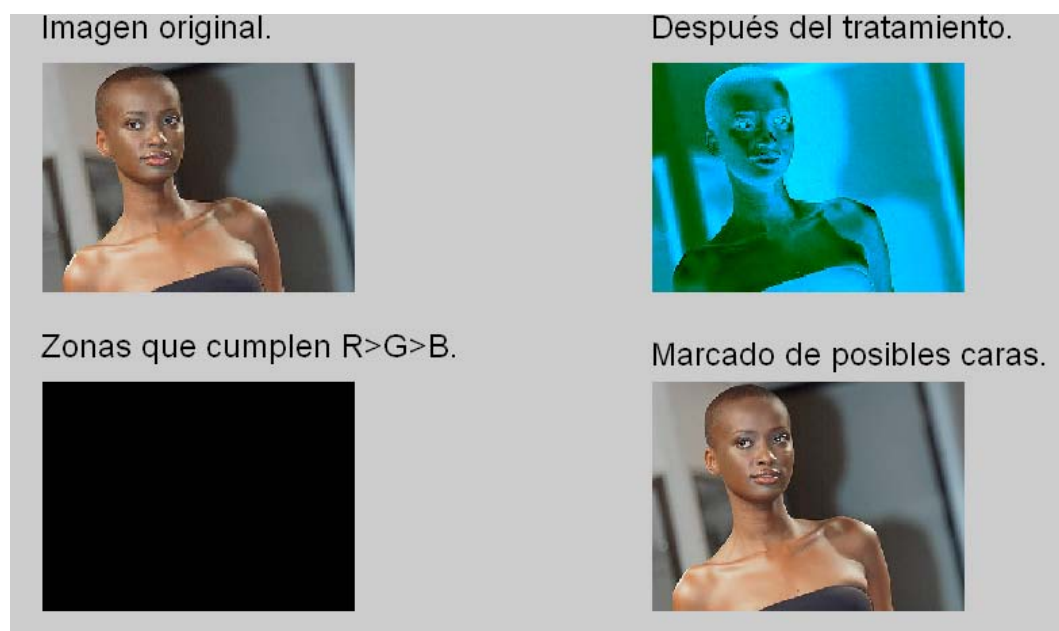 Imagen original.
Después del tratamiento.
Zonas que cumplen R>G>B.
Marcado de posibles caras.